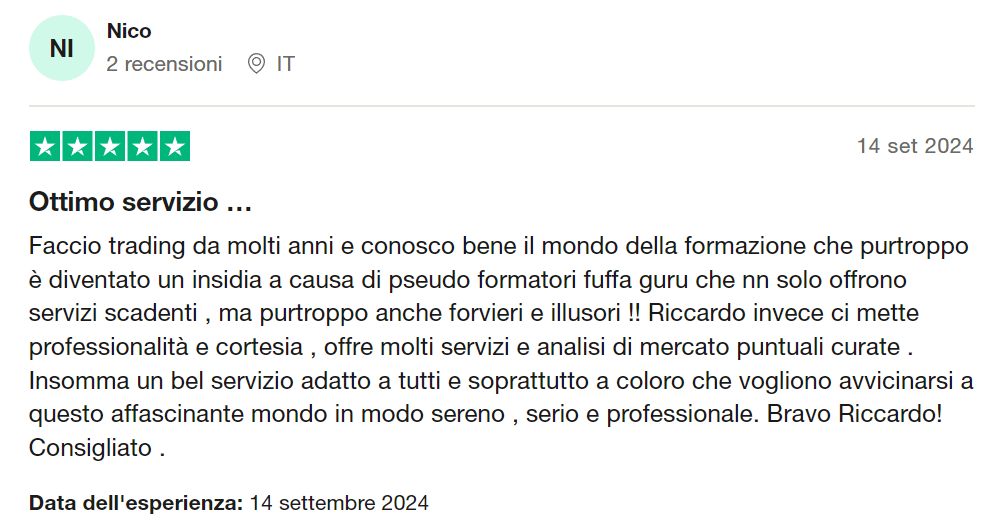 NI
Nico
2 recensioni IT
14 set 2024
Ottimo servizio …
Faccio trading da molti anni e conosco bene il mondo della formazione che purtroppo
è diventato un insidia a causa di pseudo formatori fuffa guru che nn solo offrono
servizi scadenti , ma purtroppo anche forvieri e illusori !! Riccardo invece ci mette
professionalità e cortesia , offre molti servizi e analisi di mercato puntuali curate .
Insomma un bel servizio adatto a tutti e soprattutto a coloro che vogliono avvicinarsi a
questo affascinante mondo in modo sereno , serio e professionale. Bravo Riccardo!
Consigliato .
Data dell'esperienza: 14 settembre 2024